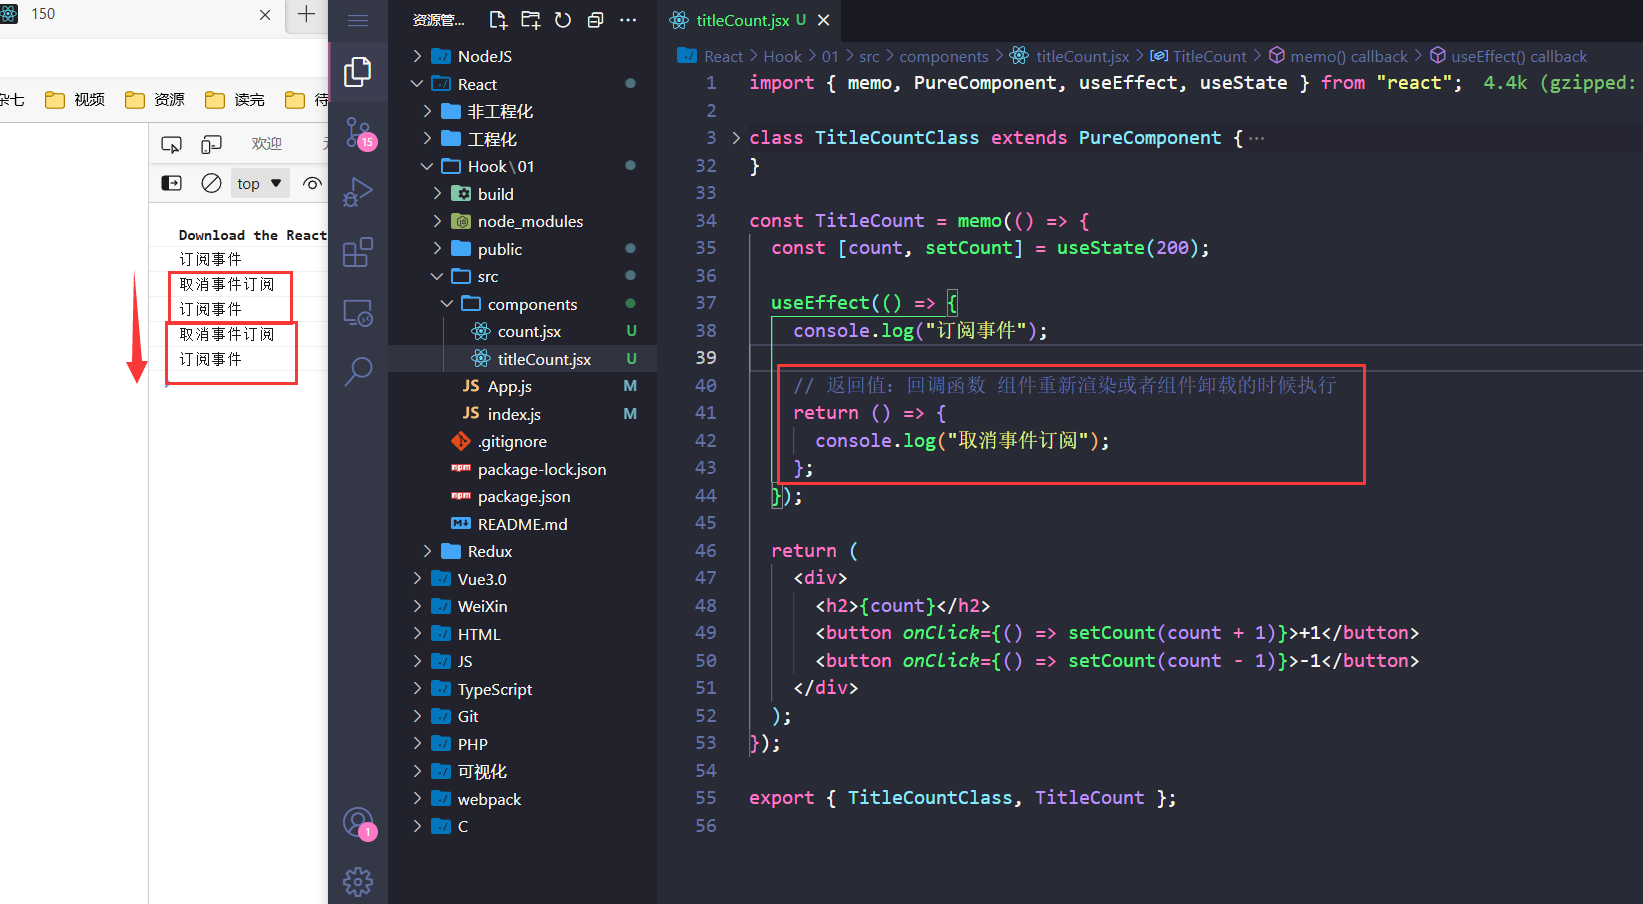 150
杂七 视频 资源 读完 待
欢迎
top
Download the React
订阅事件
取消事件订阅
订阅事件
取消事件订阅
订阅事件
15
1
资源管...
NodeJS
React
非工程化
工程化
Hook\01
build
node_modules
public
src
components
count.jsx U
titleCount.jsx U
JS App.js M
JS index.js M
.gitignore
npm package-lock.json
npm package.json
README.md
Redux
Vue3.0
WeiXin
HTML
JS
TypeScript
Git
PHP
可视化
webpack
C
titleCount.jsx U
React > Hook > 01 > src > components > titleCount.jsx > TitleCount > memo() callback > useEffect() callback
1 import { memo, PureComponent, useEffect, useState } from "react"; 4.4k (gzipped:
2
3 class TitleCountClass extends PureComponent { ···
32 }
33
34 const TitleCount = memo(() => {
35 const [count, setCount] = useState(200);
36
37 useEffect(() => {
38 console.log("订阅事件");
39
40 // 返回值: 回调函数 组件重新渲染或者组件卸载的时候执行
41 return () => {
42 console.log("取消事件订阅");
43 };
44 });
45
46 return (
47 <div>
48 <h2>{count}</h2>
49 <button onClick={() => setCount(count + 1)}>+1</button>
50 <button onClick={() => setCount(count - 1)}>-1</button>
51 </div>
52 );
53 });
54
55 export { TitleCountClass, TitleCount };
56